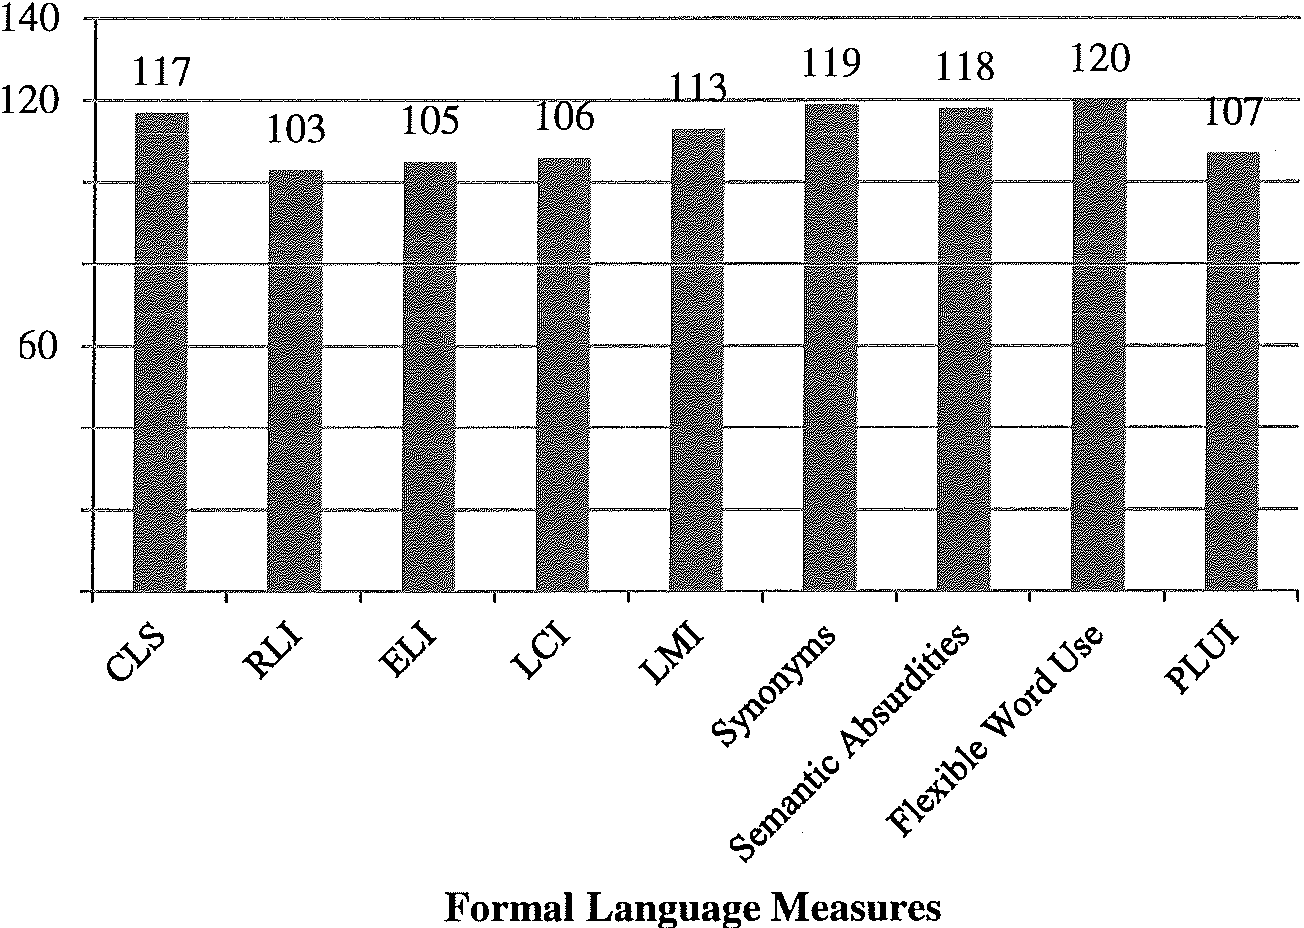 140
120
60
117
103
105
106
113
119
118
120
107
CLS
RLI
ELI
LCI
LMI
Synonyms
Semantic Absurdities
Flexible Word Use
PLUI
Formal Language Measures